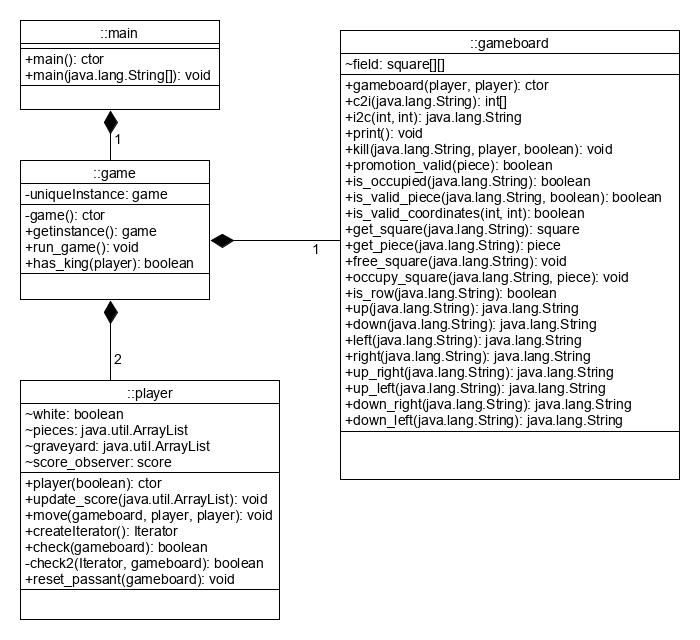 ::main
+main(): ctor
+main(java.lang.String[]): void
1
::game
-uniqueInstance: game
-game(): ctor
+getinstance(): game
+run_game(): void
+has_king(player): boolean
1
2
::player
~white: boolean
~pieces: java.util.ArrayList
~graveyard: java.util.ArrayList
~score_observer: score
+player(boolean): ctor
+update_score(java.util.ArrayList): void
+move(gameboard, player, player): void
+createIterator(): Iterator
+check(gameboard): boolean
-check2(Iterator, gameboard): boolean
+reset_passant(gameboard): void
::gameboard
~field: square[][]
+gameboard(player, player): ctor
+c2i(java.lang.String): int[]
+i2c(int, int): java.lang.String
+print(): void
+kill(java.lang.String, player, boolean): void
+promotion_valid(piece): boolean
+is_occupied(java.lang.String): boolean
+is_valid_piece(java.lang.String, boolean): boolean
+is_valid_coordinates(int, int): boolean
+get_square(java.lang.String): square
+get_piece(java.lang.String): piece
+free_square(java.lang.String): void
+occupy_square(java.lang.String, piece): void
+is_row(java.lang.String): boolean
+up(java.lang.String): java.lang.String
+down(java.lang.String): java.lang.String
+left(java.lang.String): java.lang.String
+right(java.lang.String): java.lang.String
+up_right(java.lang.String): java.lang.String
+up_left(java.lang.String): java.lang.String
+down_right(java.lang.String): java.lang.String
+down_left(java.lang.String): java.lang.String